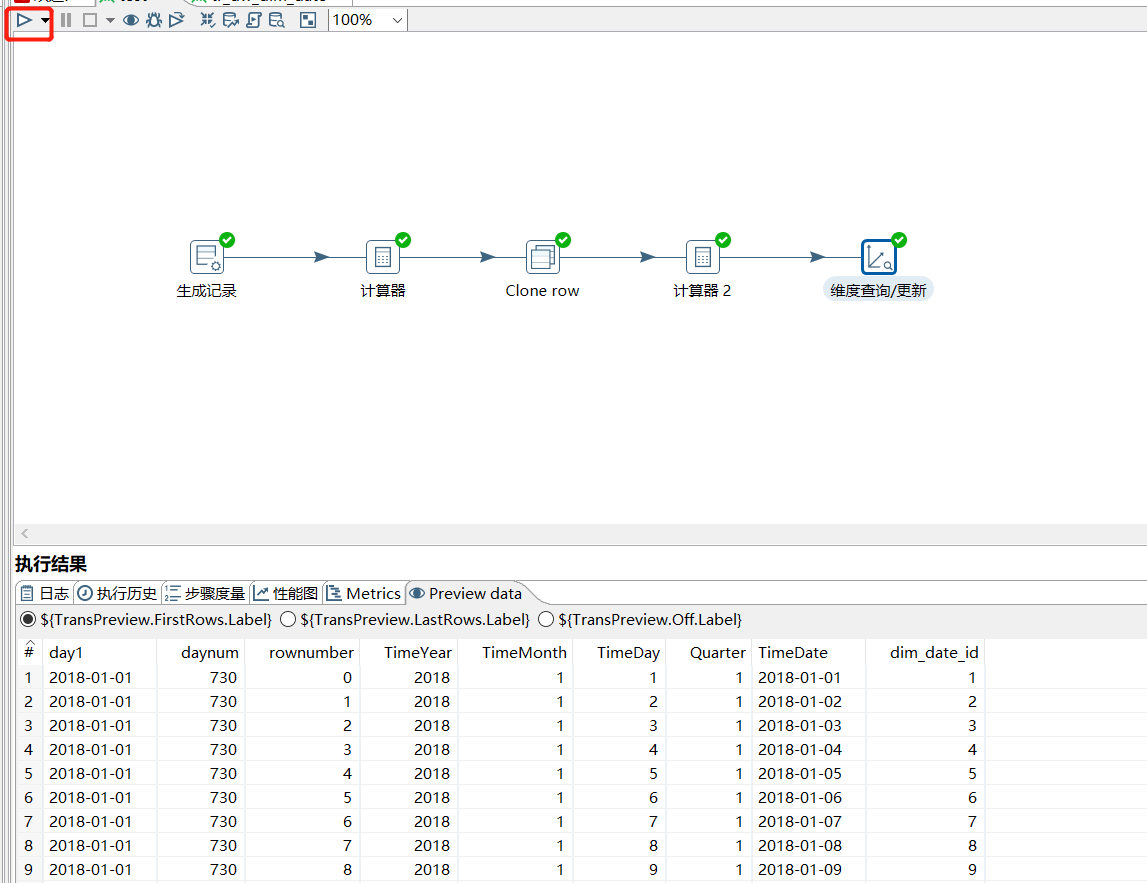 100%
生成记录
计算器
Clone row
计算器 2
维度查询/更新
执行结果
日志 执行历史 步骤度量 性能图 Metrics Preview data
${TransPreview.FirstRows.Label} ${TransPreview.LastRows.Label} ${TransPreview.Off.Label}
# day1 daynum rownumber TimeYear TimeMonth TimeDay Quarter TimeDate dim_date_id
1 2018-01-01 730 0 2018 1 1 1 2018-01-01 1
2 2018-01-01 730 1 2018 1 2 1 2018-01-02 2
3 2018-01-01 730 2 2018 1 3 1 2018-01-03 3
4 2018-01-01 730 3 2018 1 4 1 2018-01-04 4
5 2018-01-01 730 4 2018 1 5 1 2018-01-05 5
6 2018-01-01 730 5 2018 1 6 1 2018-01-06 6
7 2018-01-01 730 6 2018 1 7 1 2018-01-07 7
8 2018-01-01 730 7 2018 1 8 1 2018-01-08 8
9 2018-01-01 730 8 2018 1 9 1 2018-01-09 9